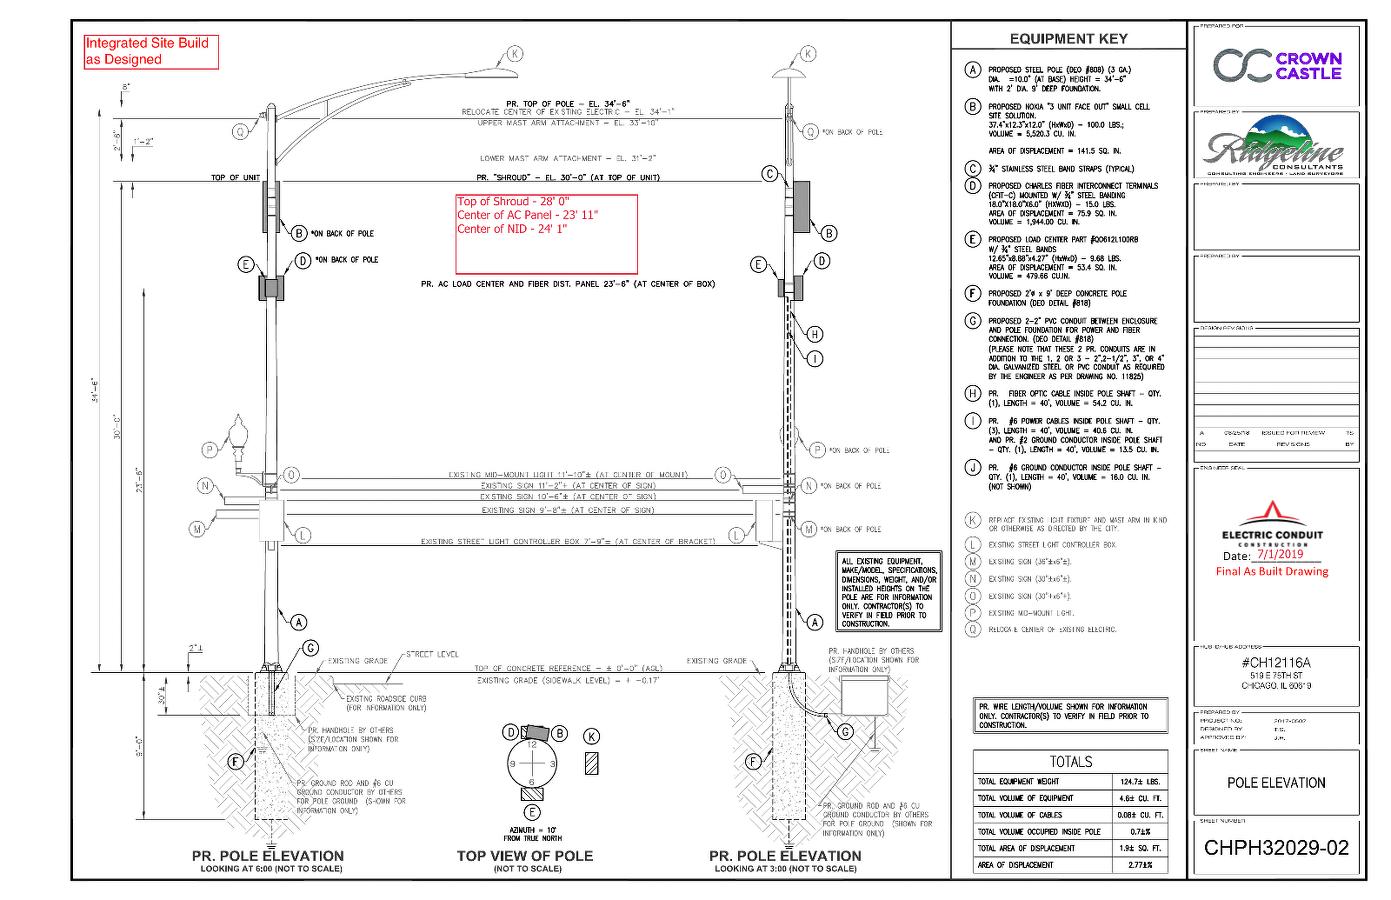 Integrated Site Build
as Designed
6"
2'-6"
1'-2"
PR. TOP OF POLE - EL. 34'-6"
RELOCATE CENTER OF EXISTING ELECTRIC - EL. 34'-1"
UPPER MAST ARM ATTACHMENT - EL. 33'-10"
LOWER MAST ARM ATTACHMENT - EL. 31'-2"
TOP OF UNIT
PR. "SHROUD" - EL. 30'-0" (AT TOP OF UNIT)
Top of Shroud - 28' 0"
Center of AC Panel - 23' 11"
Center of NID - 24' 1"
K
Q
B *ON BACK OF POLE
D *ON BACK OF POLE
E
PR. AC LOAD CENTER AND FIBER DIST. PANEL 23'-6" (AT CENTER OF BOX)
34'-6"
30'-0"
23'-6"
P
O
N
M
L
EXISTING MID-MOUNT LIGHT 11'-10"± (AT CENTER OF MOUNT)
EXISTING SIGN 11'-2"± (AT CENTER OF SIGN)
EXISTING SIGN 10'-6"± (AT CENTER OF SIGN)
EXISTING SIGN 9'-8"± (AT CENTER OF SIGN)
EXISTING STREET LIGHT CONTROLLER BOX 7'-9"± (AT CENTER OF BRACKET)
A
G
2"±
EXISTING GRADE
STREET LEVEL
TOP OF CONCRETE REFERENCE - ± 0'-0" (AGL)
EXISTING GRADE (SIDEWALK LEVEL) = ± -0.17'
30"±
9'-0"
EXISTNG ROADSIDE CURB
(FOR INFORMATION ONLY)
PR. HANDHOLE BY OTHERS
(SIZE/LOCATION SHOWN FOR
INFORMATION ONLY)
F
PR. GROUND ROD AND #6 CU
GROUND CONDUCTOR BY OTHERS
FOR POLE GROUND (SHOWN FOR
INFORMATION ONLY)
PR. POLE ELEVATION
LOOKING AT 6:00 (NOT TO SCALE)
D
B
K
12
9
3
6
E
AZIMUTH = 10°
FROM TRUE NORTH
TOP VIEW OF POLE
(NOT TO SCALE)
K
Q *ON BACK OF POLE
C
B
E
D
H
I
P *ON BACK OF POLE
O
N *ON BACK OF POLE
M *ON BACK OF POLE
L
ALL EXISTING EQUIPMENT,
MAKE/MODEL, SPECIFICATIONS,
DIMENSIONS, WEIGHT, AND/OR
INSTALLED HEIGHTS ON THE
POLE ARE FOR INFORMATION
ONLY. CONTRACTOR(S) TO
VERIFY IN FIELD PRIOR TO
CONSTRUCTION.
A
EXISTING GRADE
PR. HANDHOLE BY OTHERS
(SIZE/LOCATION SHOWN FOR
INFORMATION ONLY)
G
F
PR. GROUND ROD AND #6 CU
GROUND CONDUCTOR BY OTHERS
FOR POLE GROUND (SHOWN FOR
INFORMATION ONLY)
PR. POLE ELEVATION
LOOKING AT 3:00 (NOT TO SCALE)
EQUIPMENT KEY
A PROPOSED STEEL POLE (DEO #808) (3 GA.)
DIA. =10.0" (AT BASE) HEIGHT = 34'-6"
WITH 2' DIA. 9' DEEP FOUNDATION.
B PROPOSED NOKIA "3 UNIT FACE OUT" SMALL CELL
SITE SOLUTION.
37.4"x12.3"x12.0" (HxWxD) - 100.0 LBS.;
VOLUME = 5,520.3 CU. IN.
AREA OF DISPLACEMENT = 141.5 SQ. IN.
C ¾" STAINLESS STEEL BAND STRAPS (TYPICAL)
D PROPOSED CHARLES FIBER INTERCONNECT TERMINALS
(CFIT-C) MOUNTED W/ ¾" STEEL BANDING
18.0"X18.0"X6.0" (HXWXD) - 15.0 LBS.
AREA OF DISPLACEMENT = 75.9 SQ. IN.
VOLUME = 1,944.00 CU. IN.
E PROPOSED LOAD CENTER PART #QO612L100RB
W/ ¾" STEEL BANDS
12.65"x8.88"x4.27" (HxWxD) - 9.68 LBS.
AREA OF DISPLACEMENT = 53.4 SQ. IN.
VOLUME = 479.66 CU.IN.
F PROPOSED 2'ø x 9' DEEP CONCRETE POLE
FOUNDATION (DEO DETAIL #818)
G PROPOSED 2-2" PVC CONDUIT BETWEEN ENCLOSURE
AND POLE FOUNDATION FOR POWER AND FIBER
CONNECTION. (DEO DETAIL #818)
(PLEASE NOTE THAT THESE 2 PR. CONDUITS ARE IN
ADDITION TO THE 1, 2 OR 3 - 2",2-1/2", 3", OR 4"
DIA. GALVANIZED STEEL OR PVC CONDUIT AS REQUIRED
BY THE ENGINEER AS PER DRAWING NO. 11825)
H PR. FIBER OPTIC CABLE INSIDE POLE SHAFT - QTY.
(1), LENGTH = 40', VOLUME = 54.2 CU. IN.
I PR. #6 POWER CABLES INSIDE POLE SHAFT - QTY.
(3), LENGTH = 40', VOLUME = 40.6 CU. IN.
AND PR. #2 GROUND CONDUCTOR INSIDE POLE SHAFT
- QTY. (1), LENGTH = 40', VOLUME = 13.5 CU. IN.
J PR. #6 GROUND CONDUCTOR INSIDE POLE SHAFT -
QTY. (1), LENGTH = 40', VOLUME = 16.0 CU. IN.
(NOT SHOWN)
K REPLACE EXISTING LIGHT FIXTURE AND MAST ARM IN KIND
OR OTHERWISE AS DIRECTED BY THE CITY.
L EXISTING STREET LIGHT CONTROLLER BOX.
M EXISTING SIGN (36"±x6"±).
N EXISTING SIGN (30"±x6"±).
O EXISTING SIGN (30"±x6"±).
P EXISTING MID-MOUNT LIGHT.
Q RELOCATE CENTER OF EXISTING ELECTRIC.
PR. WIRE LENGTH/VOLUME SHOWN FOR INFORMATION
ONLY. CONTRACTOR(S) TO VERIFY IN FIELD PRIOR TO
CONSTRUCTION.
TOTALS
TOTAL EQUIPMENT WEIGHT 124.7± LBS.
TOTAL VOLUME OF EQUIPMENT 4.6± CU. FT.
TOTAL VOLUME OF CABLES 0.08± CU. FT.
TOTAL VOLUME OCCUPIED INSIDE POLE 0.7±%
TOTAL AREA OF DISPLACEMENT 1.9± SQ. FT.
AREA OF DISPLACEMENT 2.77±%
PREPARED FOR
CROWN
CASTLE
PREPARED BY
Ridgeline
CONSULTANTS
CONSULTING ENGINEERS · LAND SURVEYORS
PREPARED BY
PREPARED BY
DESIGN REVISIONS
A 09/25/18 ISSUED FOR REVIEW TS
NO DATE REVISIONS BY
ENGINEER SEAL
ELECTRIC CONDUIT
CONSTRUCTION
Date: 7/1/2019
Final As Built Drawing
HUB ID/HUB ADDRESS
#CH12116A
519 E 75TH ST
CHICAGO, IL 60619
PREPARED BY
PROJECT NO: 2017-0502
DESIGNED BY:
APPROVED BY:
SHEET NAME
POLE ELEVATION
SHEET NUMBER
CHPH32029-02